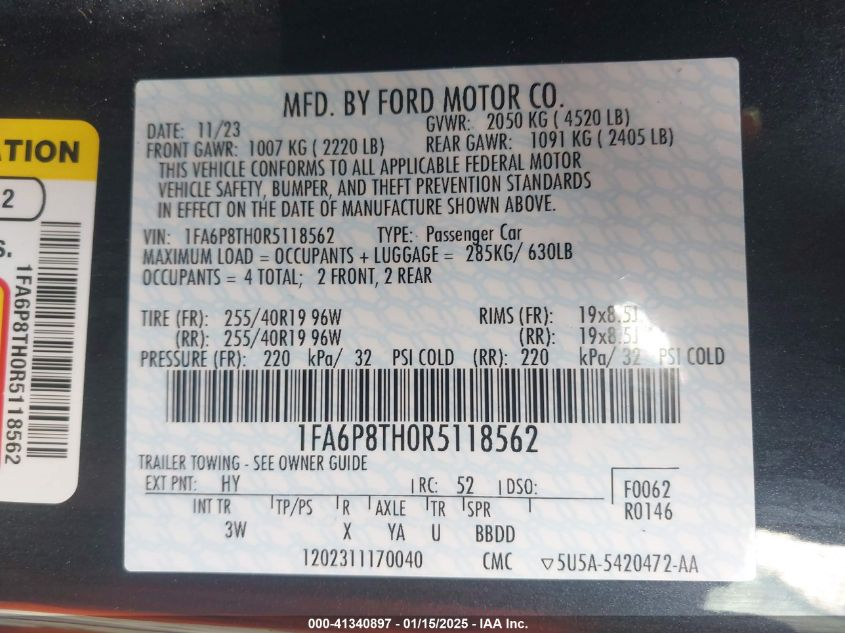 ATION
2
S.
1FA6P8TH0R5118562
MFD. BY FORD MOTOR CO.
DATE: 11/23 GVWR: 2050 KG ( 4520 LB)
FRONT GAWR: 1007 KG ( 2220 LB) REAR GAWR: 1091 KG ( 2405 LB)
THIS VEHICLE CONFORMS TO ALL APPLICABLE FEDERAL MOTOR
VEHICLE SAFETY, BUMPER, AND THEFT PREVENTION STANDARDS
IN EFFECT ON THE DATE OF MANUFACTURE SHOWN ABOVE.
VIN: 1FA6P8TH0R5118562 TYPE: Passenger Car
MAXIMUM LOAD = OCCUPANTS + LUGGAGE = 285KG/ 630LB
OCCUPANTS = 4 TOTAL; 2 FRONT, 2 REAR
TIRE (FR): 255/40R19 96W RIMS (FR): 19x8.5J
(RR): 255/40R19 96W (RR): 19x8.5J
PRESSURE (FR): 220 kPa/ 32 PSI COLD (RR): 220 kPa/ 32 PSI COLD
1FA6P8TH0R5118562
TRAILER TOWING - SEE OWNER GUIDE
EXT PNT: HY RC: 52 DSO: F0062
INT TR TP/PS R AXLE TR SPR R0146
3W X YA U BBDD
1202311170040 CMC ▽5U5A-5420472-AA
000-41340897 - 01/15/2025 - IAA Inc.